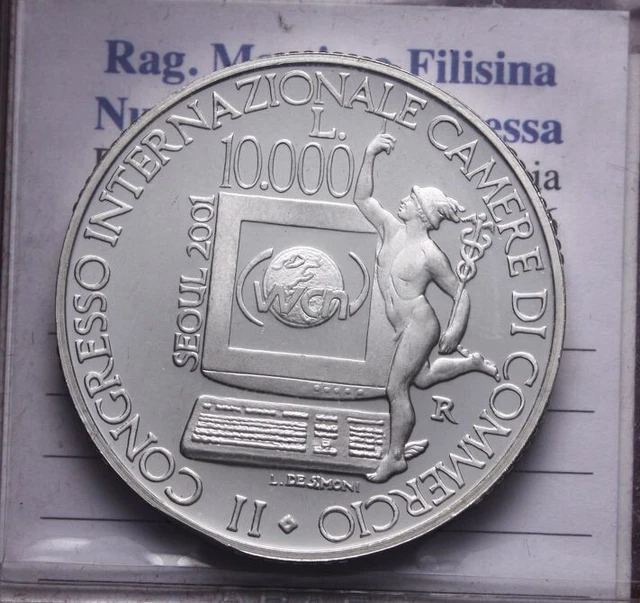 Rag. Filisina
Nu essa
ia
II CONGRESSO INTERNAZIONALE CAMERE DI COMMERCIO
L.
10.000
SEOUL 2001
wcn
R
L. DE SIMONI